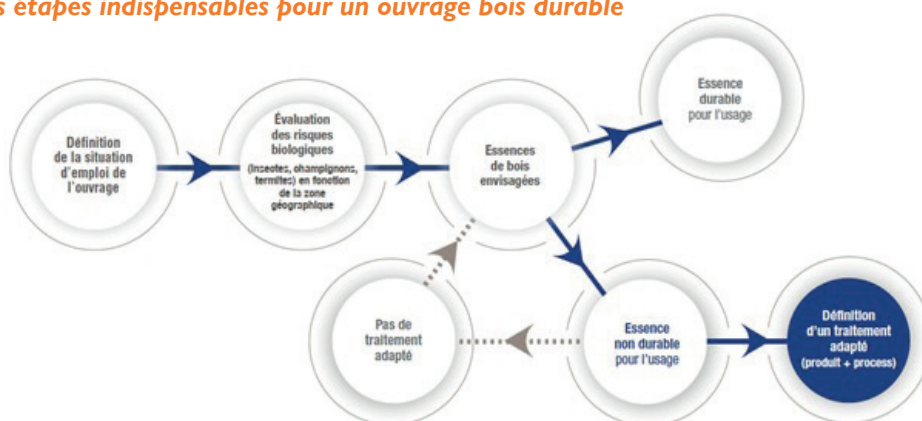 s étapes indispensables pour un ouvrage bois durable
Définition
de la situation
d'emploi de
l'ouvrage
Évaluation
des risques
biologiques
(insectes, champignons,
termites) en fonction
de la zone
géographique
Essences
de bois
envisagées
Essence
durable
pour l'usage
Pas de
traitement
adapté
Essence
non durable
pour l'usage
Définition
d'un traitement
adapté
(produit + process)